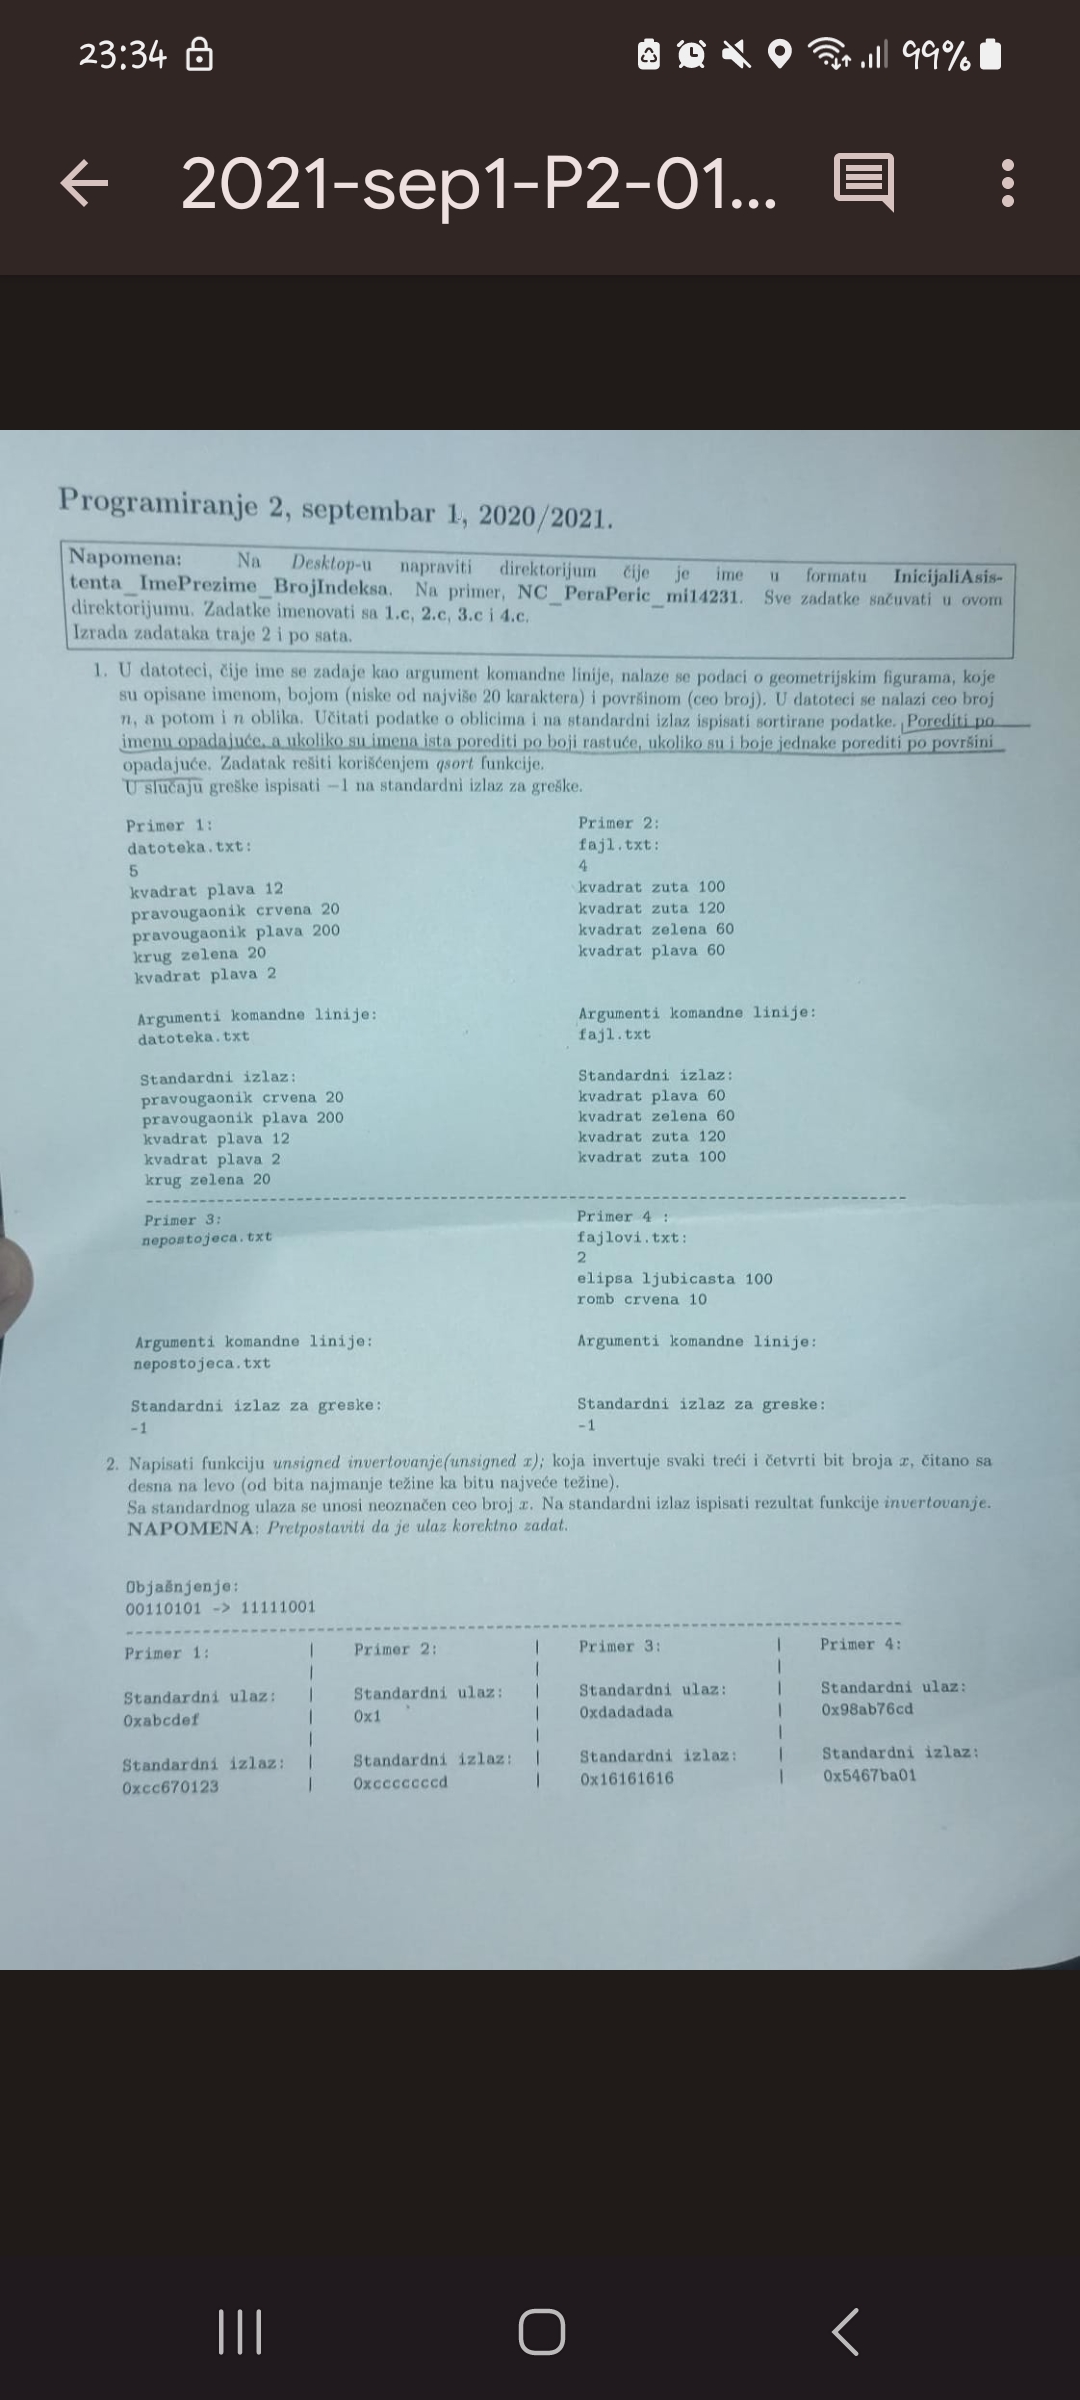 23:34
99%
2021-sep1-P2-01...
Programiranje 2, septembar 1, 2020/2021.
Napomena: Na Desktop-u napraviti direktorijum čije je ime u formatu InicijaliAsis-
tenta_ImePrezime_BrojIndeksa. Na primer, NC_PeraPeric_mi14231. Sve zadatke sačuvati u ovom
direktorijumu. Zadatke imenovati sa 1.c, 2.c, 3.c i 4.c.
Izrada zadataka traje 2 i po sata.
1. U datoteci, čije ime se zadaje kao argument komandne linije, nalaze se podaci o geometrijskim figurama, koje
su opisane imenom, bojom (niske od najviše 20 karaktera) i površinom (ceo broj). U datoteci se nalazi ceo broj
n, a potom i n oblika. Učitati podatke o oblicima i na standardni izlaz ispisati sortirane podatke. Porediti po
imenu opadajuće, a ukoliko su imena ista porediti po boji rastuće, ukoliko su i boje jednake porediti po površini
opadajuće. Zadatak rešiti korišćenjem qsort funkcije.
U slučaju greške ispisati −1 na standardni izlaz za greške.
Primer 1:
datoteka.txt:
5
kvadrat plava 12
pravougaonik crvena 20
pravougaonik plava 200
krug zelena 20
kvadrat plava 2
Argumenti komandne linije:
datoteka.txt
Standardni izlaz:
pravougaonik crvena 20
pravougaonik plava 200
kvadrat plava 12
kvadrat plava 2
krug zelena 20
Primer 2:
fajl.txt:
4
kvadrat zuta 100
kvadrat zuta 120
kvadrat zelena 60
kvadrat plava 60
Argumenti komandne linije:
fajl.txt
Standardni izlaz:
kvadrat plava 60
kvadrat zelena 60
kvadrat zuta 120
kvadrat zuta 100
Primer 3:
nepostojeca.txt
Argumenti komandne linije:
nepostojeca.txt
Standardni izlaz za greske:
-1
Primer 4 :
fajlovi.txt:
2
elipsa ljubicasta 100
romb crvena 10
Argumenti komandne linije:
Standardni izlaz za greske:
-1
2. Napisati funkciju unsigned invertovanje(unsigned x); koja invertuje svaki treći i četvrti bit broja x, čitano sa
desna na levo (od bita najmanje težine ka bitu najveće težine).
Sa standardnog ulaza se unosi neoznačen ceo broj x. Na standardni izlaz ispisati rezultat funkcije invertovanje.
NAPOMENA: Pretpostaviti da je ulaz korektno zadat.
Objašnjenje:
00110101 -> 11111001
Primer 1:
Standardni ulaz:
0xabcdef
Standardni izlaz:
0xcc670123
Primer 2:
Standardni ulaz:
0x1
Standardni izlaz:
0xcccccccd
Primer 3:
Standardni ulaz:
0xdadadada
Standardni izlaz:
0x16161616
Primer 4:
Standardni ulaz:
0x98ab76cd
Standardni izlaz:
0x5467ba01